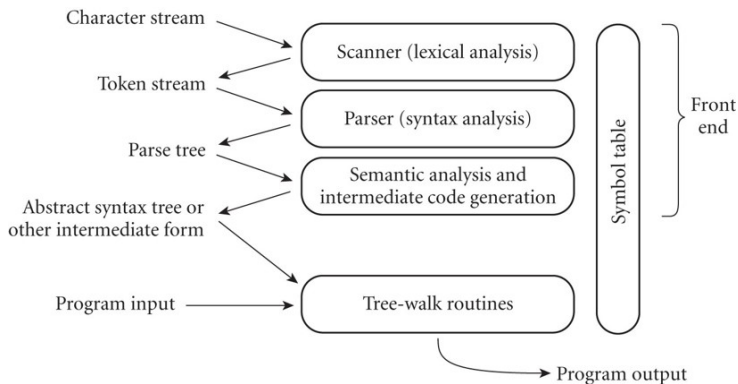 Character stream
Scanner (lexical analysis)
Token stream
Parser (syntax analysis)
Parse tree
Semantic analysis and
intermediate code generation
Abstract syntax tree or
other intermediate form
Program input
Tree-walk routines
Program output
Symbol table
Front
end